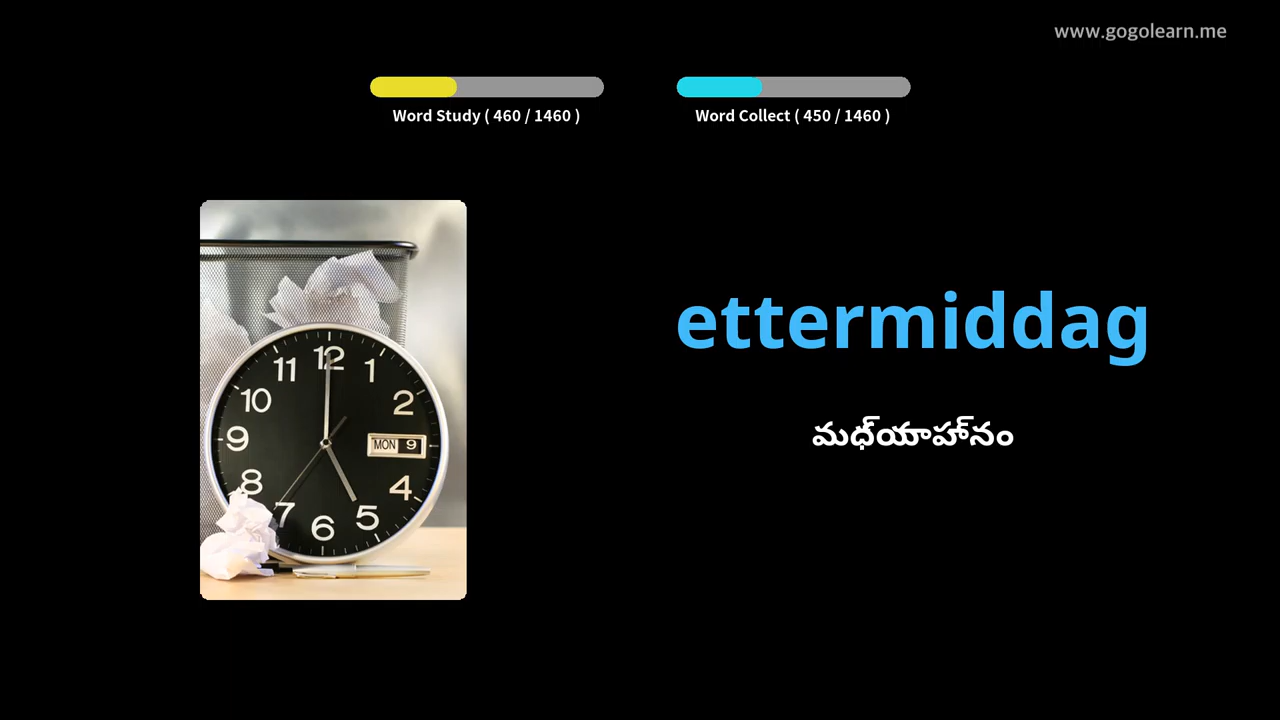 www.gogolearn.me
Word Study ( 460 / 1460 )
Word Collect ( 450 / 1460 )
12
11
1
10
2
9
MON 9
8
4
7
5
6
ettermiddag
మధ్యాహ్నం